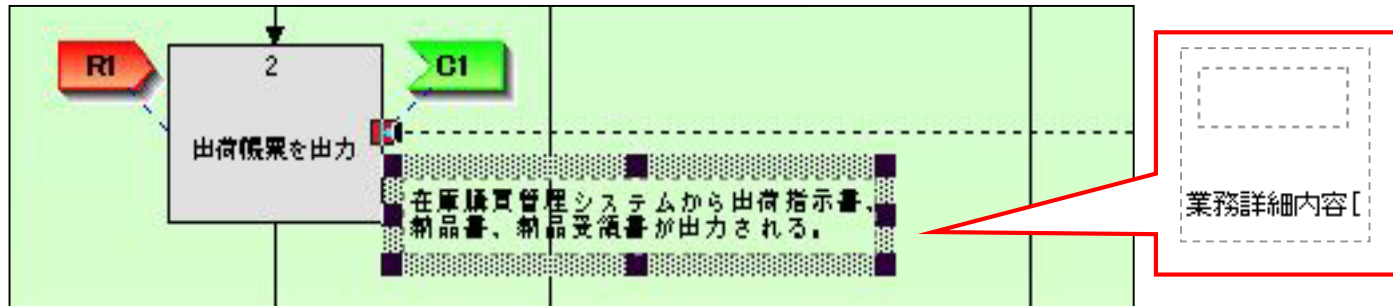 R1
2
C1
出荷帳票を出力
在庫購買管理システムから出荷指示書、
納品書、納品受領書が出力される。
業務詳細内容[